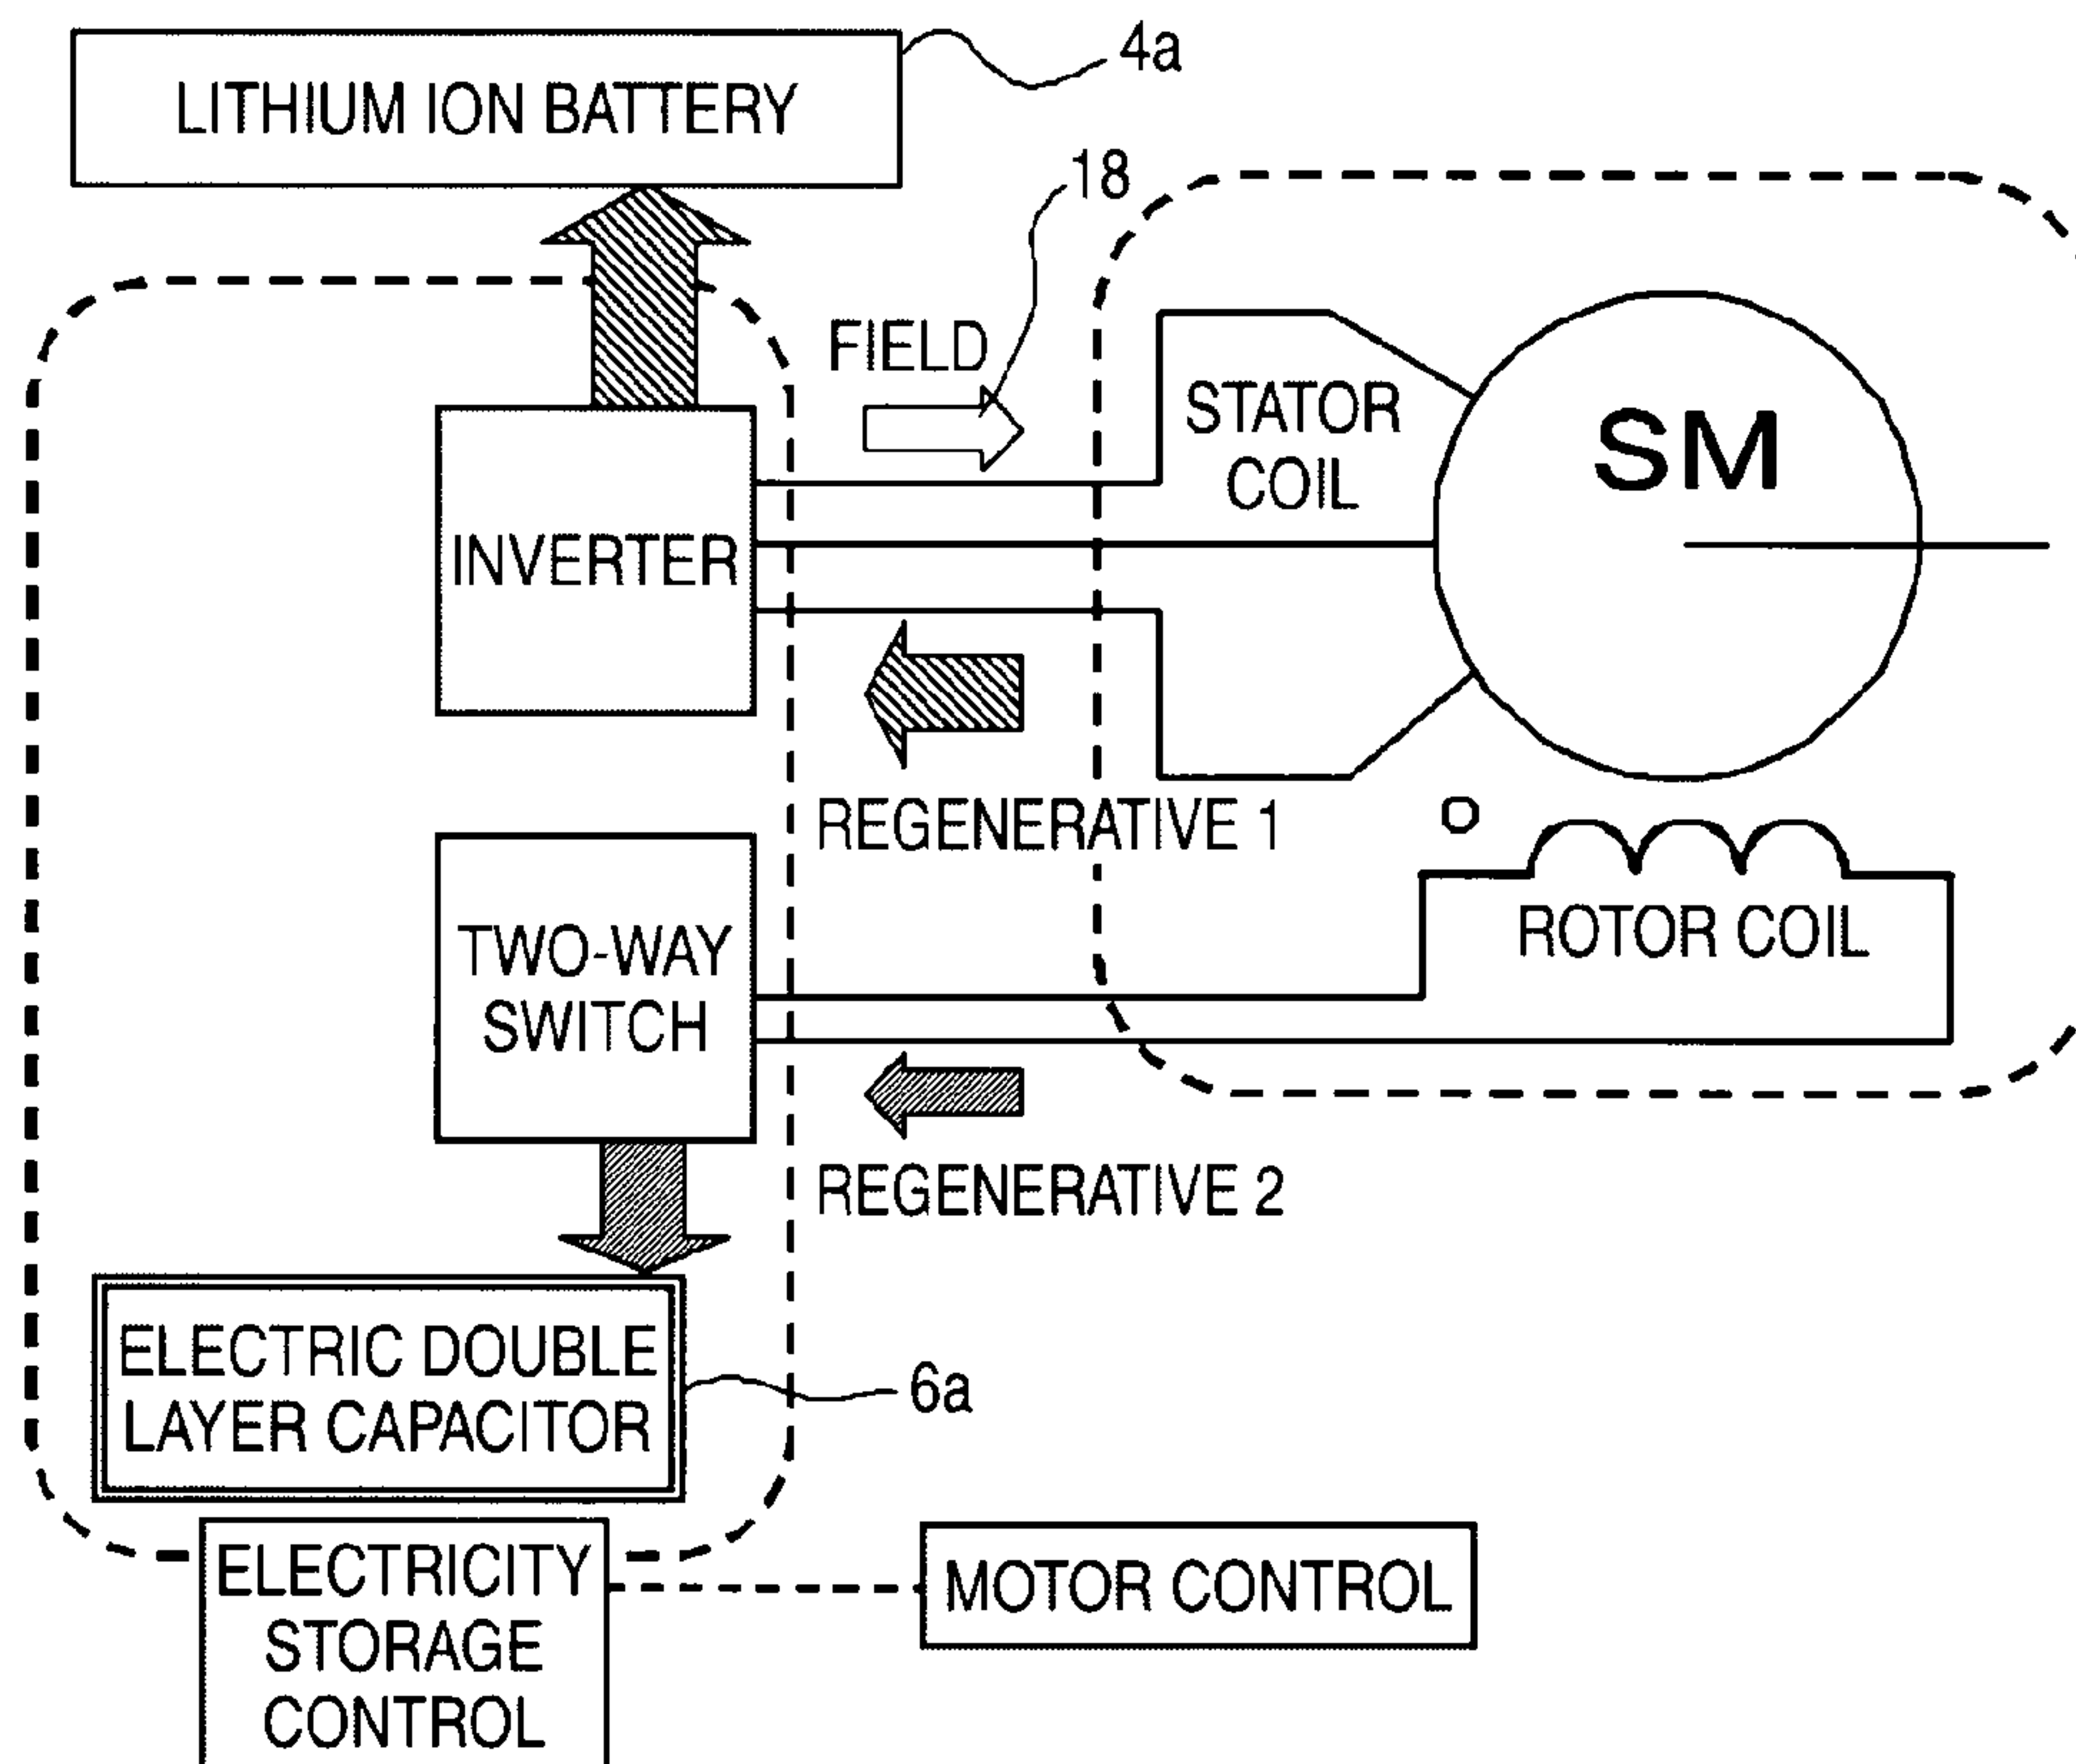 4a
LITHIUM ION BATTERY
18
FIELD
STATOR
COIL
SM
INVERTER
REGENERATIVE 1
TWO-WAY
SWITCH
ROTOR COIL
REGENERATIVE 2
ELECTRIC DOUBLE
LAYER CAPACITOR
6a
ELECTRICITY
STORAGE
CONTROL
MOTOR CONTROL